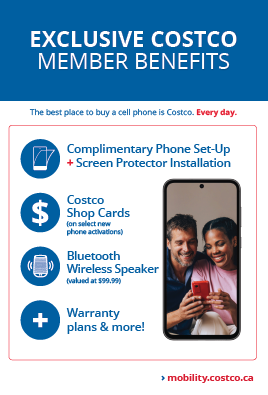 EXCLUSIVE COSTCO
MEMBER BENEFITS
The best place to buy a cell phone is Costco. Every day.
Complimentary Phone Set-Up
+ Screen Protector Installation
$
Costco
Shop Cards
(on select new
phone activations)
Bluetooth
Wireless Speaker
(valued at $99.99)
+
Warranty
plans & more!
› mobility.costco.ca